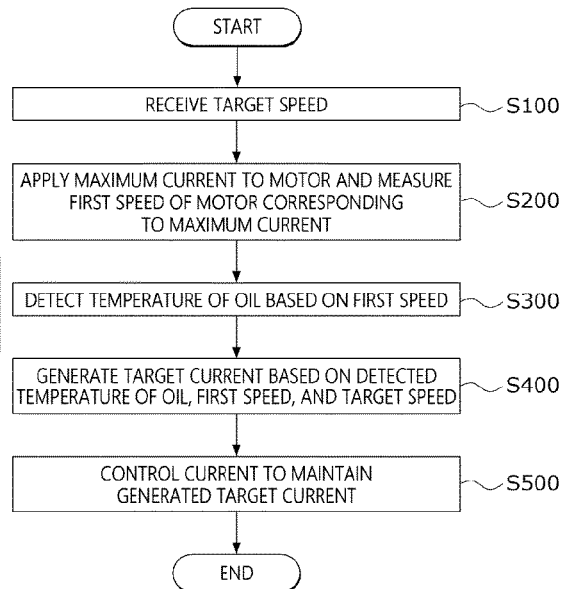 START
RECEIVE TARGET SPEED
S100
APPLY MAXIMUM CURRENT TO MOTOR AND MEASURE
FIRST SPEED OF MOTOR CORRESPONDING
TO MAXIMUM CURRENT
S200
DETECT TEMPERATURE OF OIL BASED ON FIRST SPEED
S300
GENERATE TARGET CURRENT BASED ON DETECTED
TEMPERATURE OF OIL, FIRST SPEED, AND TARGET SPEED
S400
CONTROL CURRENT TO MAINTAIN
GENERATED TARGET CURRENT
S500
END